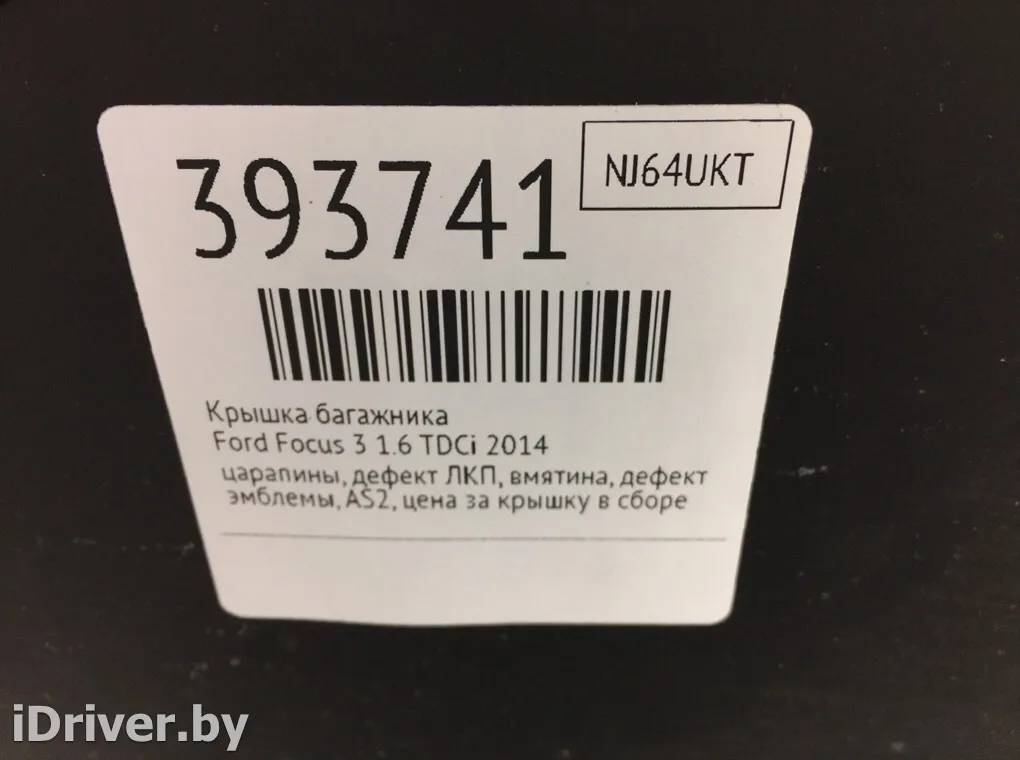 393741
NJ64UKT
Крышка багажника
Ford Focus 3 1.6 TDCi 2014
царапины, дефект ЛКП, вмятина, дефект
эмблемы, AS2, цена за крышку в сборе
iDriver.by